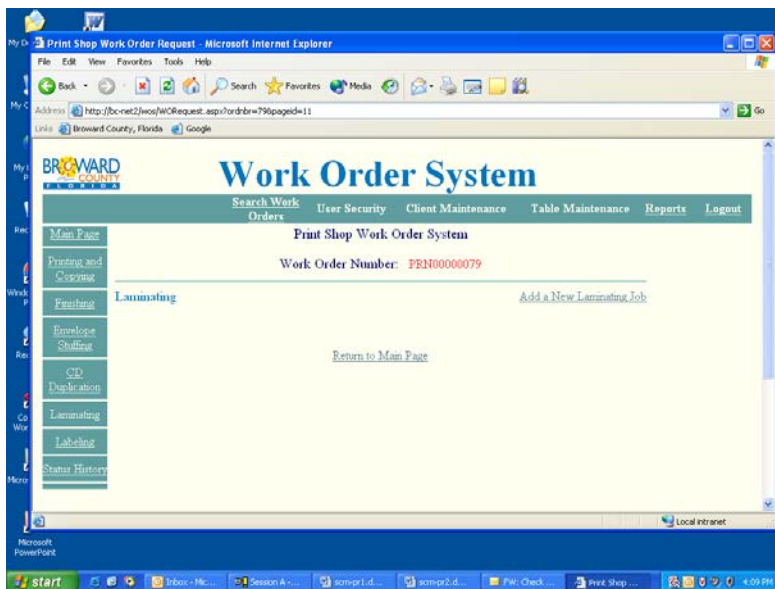 My D
Print Shop Work Order Request - Microsoft Internet Explorer
File Edit View Favorites Tools Help
Back Search Favorites Media
My C
Address http://bc-net2/wos/WORequest.aspx?ordnbr=79&pageid=11 Go
Links Broward County, Florida Google
BROWARD
COUNTY
FLORIDA
Work Order System
Search Work
Orders
User Security Client Maintenance Table Maintenance Reports Logout
Main Page
Print Shop Work Order System
Printing and
Copying
Work Order Number: PRN00000079
Finishing
Laminating Add a New Laminating Job
Envelope
Stuffing
Return to Main Page
CD
Duplication
Laminating
Labeling
Status History
Local intranet
Microsoft
PowerPoint
start Inbox - Mic... Session A -... scrn-pr1.d... scrn-pr2.d... FW: Check ... Print Shop ... 4:09 PM